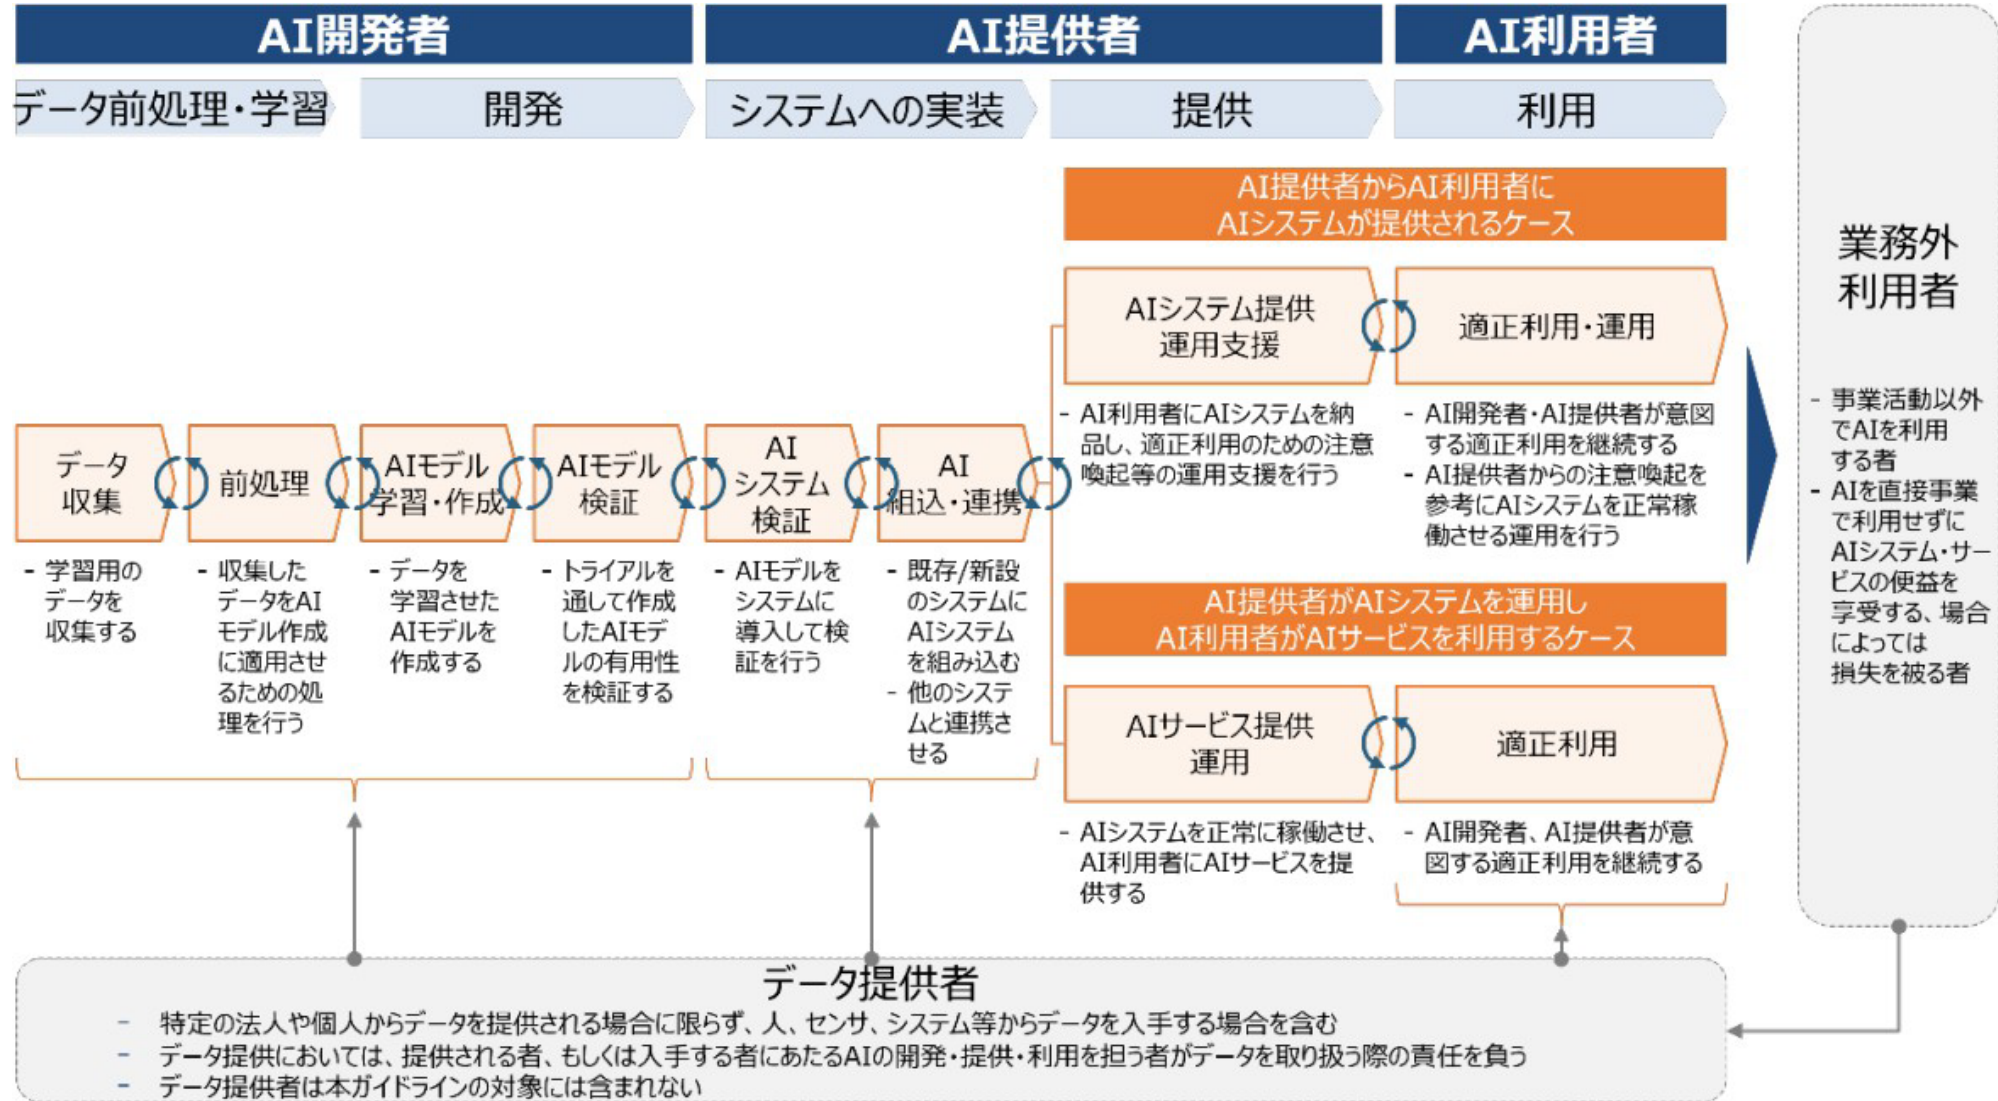 AI開発者
AI提供者
AI利用者
データ前処理・学習
開発
システムへの実装
提供
利用
AI提供者からAI利用者に
AIシステムが提供されるケース
AIシステム提供
運用支援
適正利用・運用
- AI利用者にAIシステムを納
品し、適正利用のための注意
喚起等の運用支援を行う
- AI開発者・AI提供者が意図
する適正利用を継続する
- AI提供者からの注意喚起を
参考にAIシステムを正常稼
働させる運用を行う
データ
収集
前処理
AIモデル
学習・作成
AIモデル
検証
AI
システム
検証
AI
組込・連携
- 学習用の
データを
収集する
- 収集した
データをAI
モデル作成
に適用させ
るための処
理を行う
- データを
学習させた
AIモデルを
作成する
- トライアルを
通して作成
したAIモデ
ルの有用性
を検証する
- AIモデルを
システムに
導入して検
証を行う
- 既存/新設
のシステムに
AIシステム
を組み込む
- 他のシステ
ムと連携さ
せる
AI提供者がAIシステムを運用し
AI利用者がAIサービスを利用するケース
AIサービス提供
運用
適正利用
- AIシステムを正常に稼働させ、
AI利用者にAIサービスを提
供する
- AI開発者、AI提供者が意
図する適正利用を継続する
業務外
利用者
- 事業活動以外
でAIを利用
する者
- AIを直接事業
で利用せずに
AIシステム・サー
ビスの便益を
享受する、場合
によっては
損失を被る者
データ提供者
- 特定の法人や個人からデータを提供される場合に限らず、人、センサ、システム等からデータを入手する場合を含む
- データ提供においては、提供される者、もしくは入手する者にあたるAIの開発・提供・利用を担う者がデータを取り扱う際の責任を負う
- データ提供者は本ガイドラインの対象には含まれない